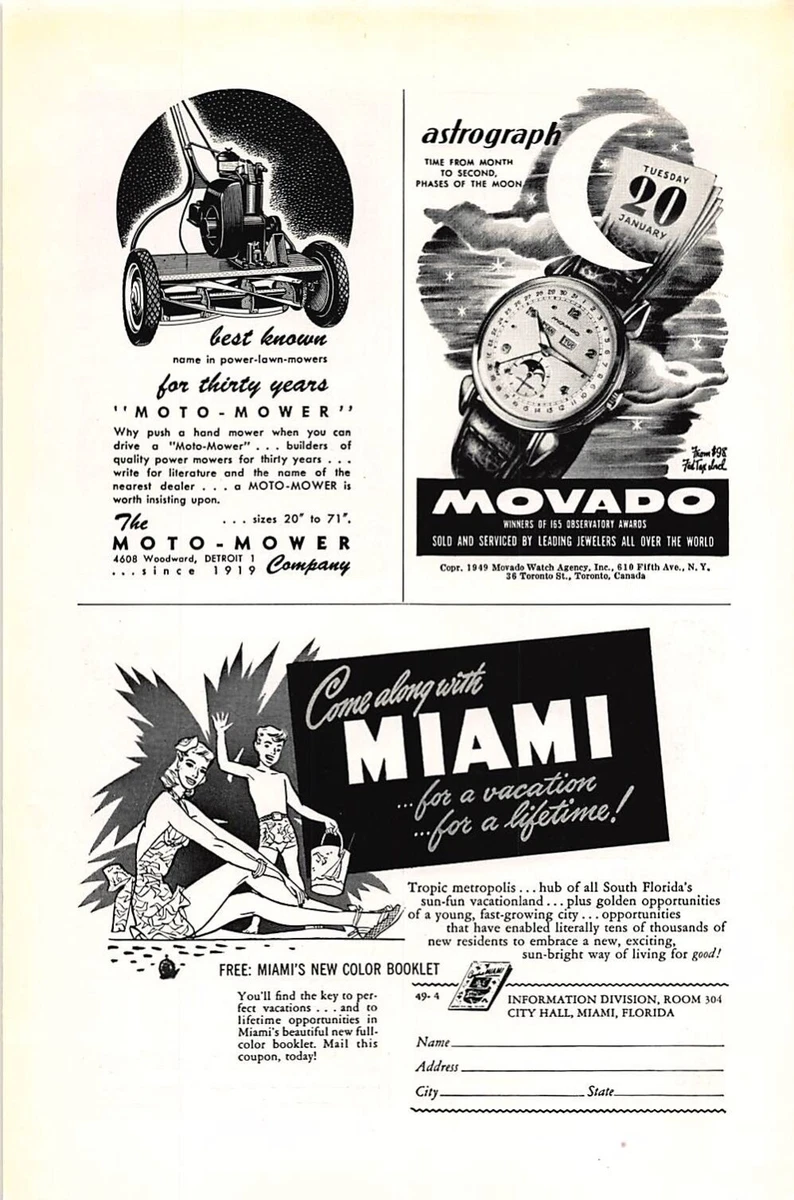 best known
name in power-lawn-mowers
for thirty years
"MOTO-MOWER"
Why push a hand mower when you can
drive a "Moto-Mower" . . . builders of
quality power mowers for thirty years . . .
write for literature and the name of the
nearest dealer . . . a MOTO-MOWER is
worth insisting upon.
. . . sizes 20" to 71".
The
MOTO-MOWER
4608 Woodward, DETROIT 1
...since 1919 Company
astrograph
TIME FROM MONTH
TO SECOND,
PHASES OF THE MOON
TUESDAY
20
JANUARY
MOVADO
From $98
Fed Tax incl.
MOVADO
WINNERS OF 165 OBSERVATORY AWARDS
SOLD AND SERVICED BY LEADING JEWELERS ALL OVER THE WORLD
Copr. 1949 Movado Watch Agency, Inc., 610 Fifth Ave., N. Y.
36 Toronto St., Toronto, Canada
Come along with
MIAMI
...for a vacation
...for a lifetime!
Tropic metropolis . . . hub of all South Florida's
sun-fun vacationland . . . plus golden opportunities
of a young, fast-growing city . . . opportunities
that have enabled literally tens of thousands of
new residents to embrace a new, exciting,
sun-bright way of living for good!
FREE: MIAMI'S NEW COLOR BOOKLET
You'll find the key to per-
fect vacations . . . and to
lifetime opportunities in
Miami's beautiful new full-
color booklet. Mail this
coupon, today!
49-4
MIAMI
INFORMATION DIVISION, ROOM 304
CITY HALL, MIAMI, FLORIDA
Name
Address
City State